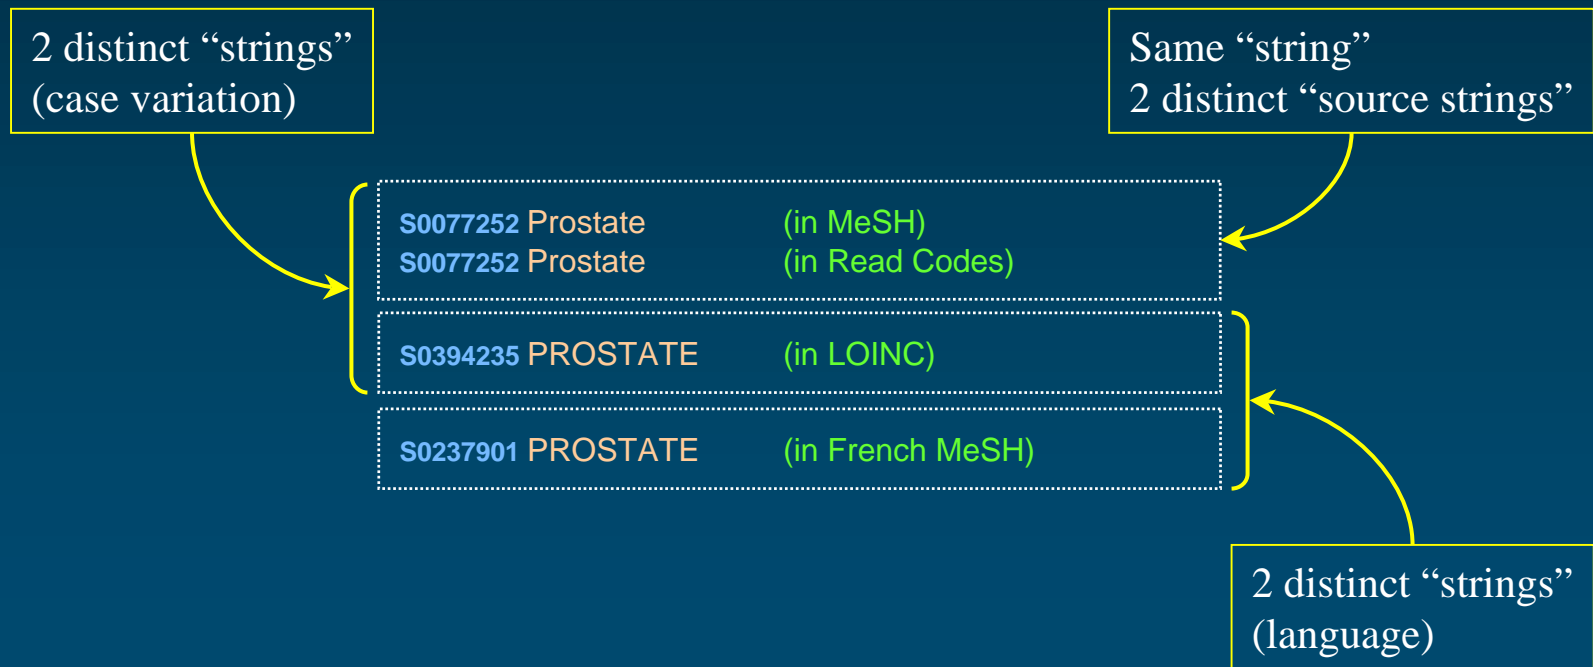 2 distinct “strings”
(case variation)
Same “string”
2 distinct “source strings”
S0077252 Prostate (in MeSH)
S0077252 Prostate (in Read Codes)
S0394235 PROSTATE (in LOINC)
S0237901 PROSTATE (in French MeSH)
2 distinct “strings”
(language)